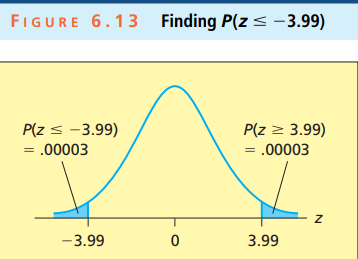 FIGURE 6.13 Finding P(z ≤ −3.99)
P(z ≤ −3.99)
= .00003
P(z ≥ 3.99)
= .00003
z
−3.99
0
3.99